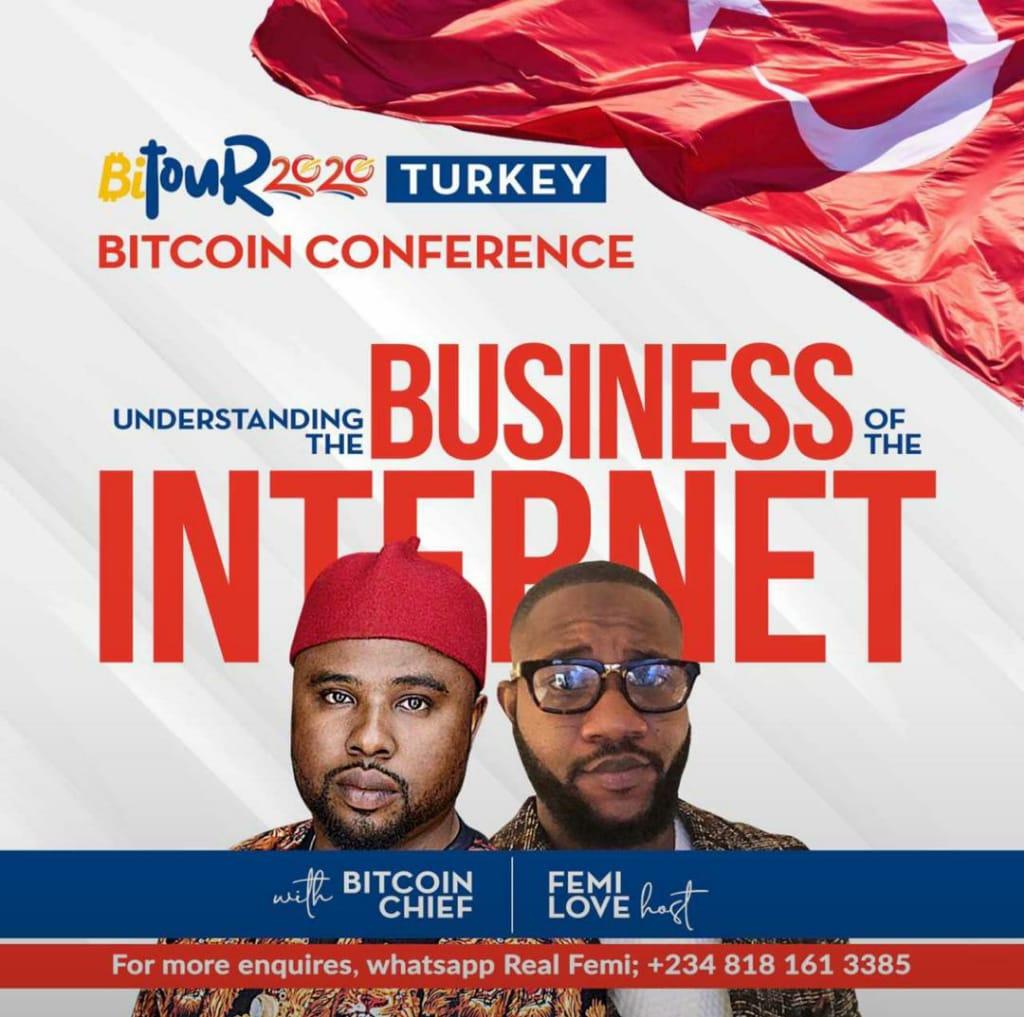 BiTouR2020 TURKEY
BITCOIN CONFERENCE
UNDERSTANDING THE BUSINESS OF THE
INTERNET
with BITCOIN CHIEF
FEMI LOVE host
For more enquires, whatsapp Real Femi; +234 818 161 3385